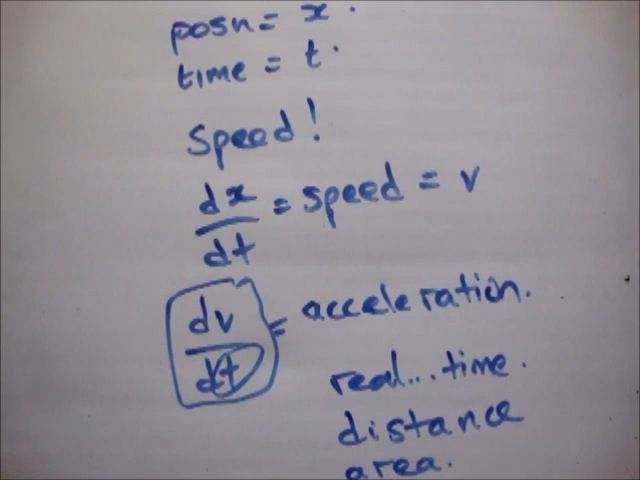 posn = x.
time = t.
Speed!
dx/dt = speed = v
dv/dt = acceleration.
real...time.
distance
area.